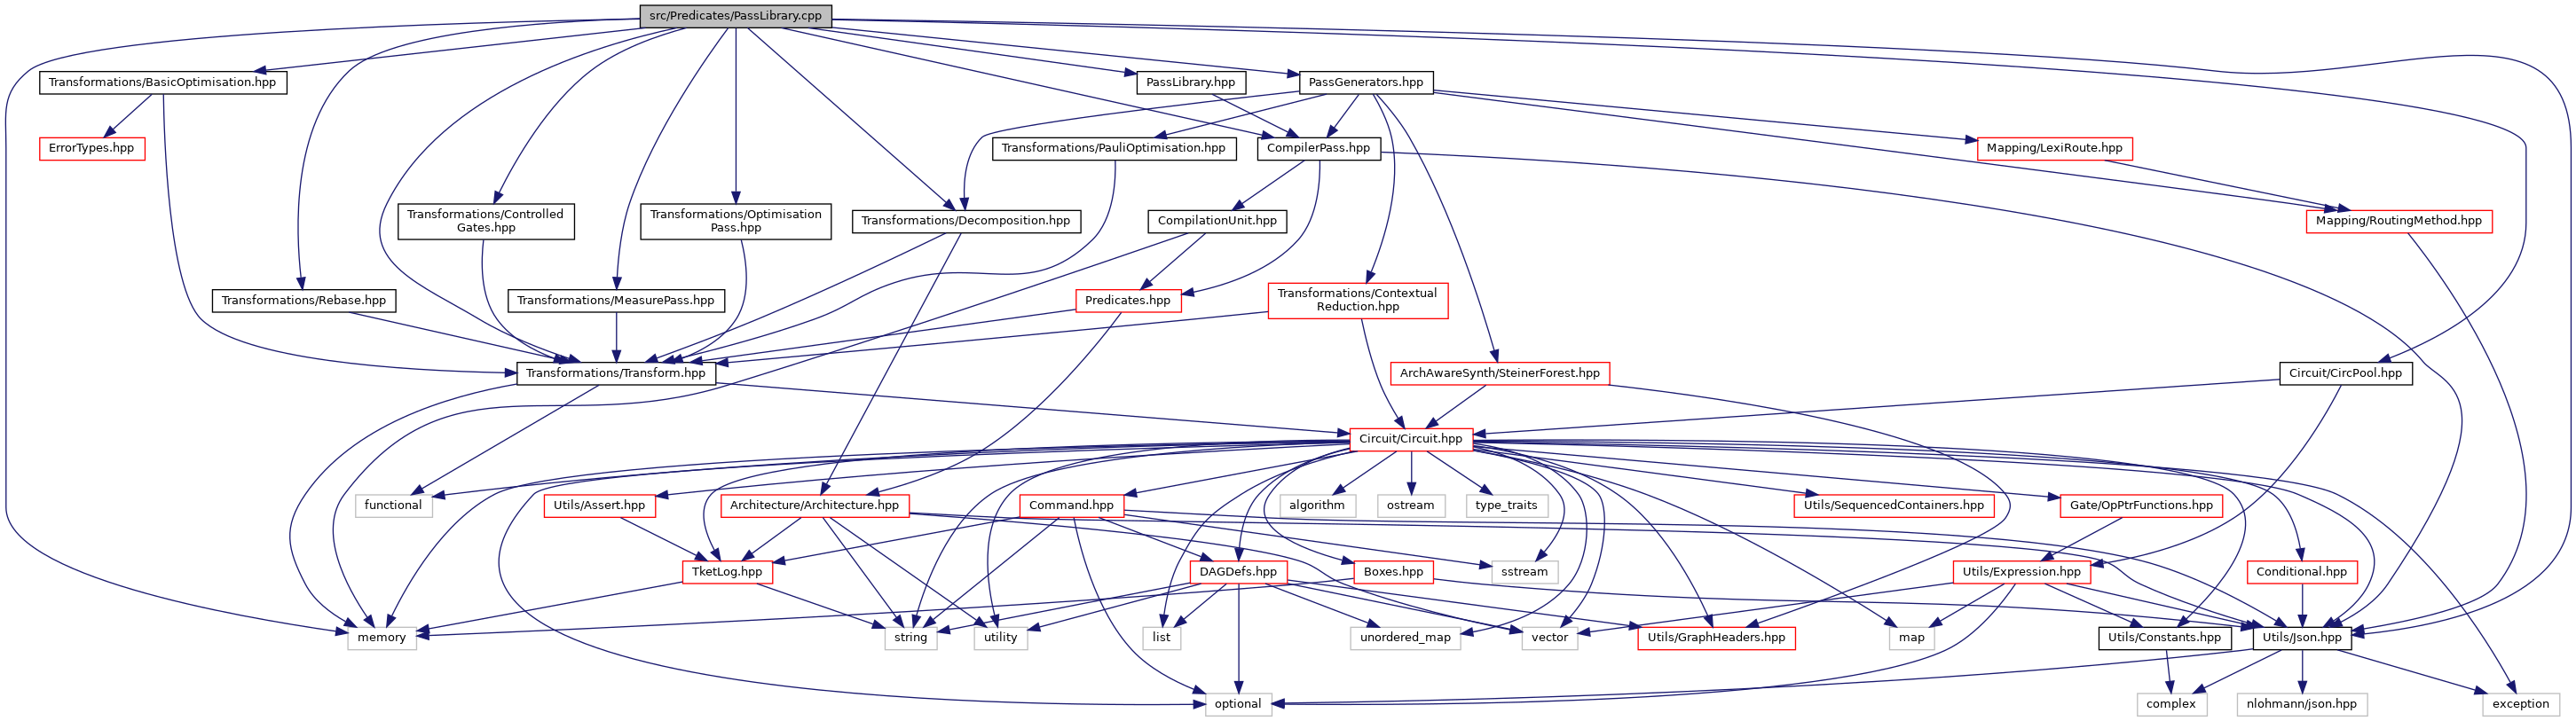 src/Predicates/PassLibrary.cpp
Transformations/BasicOptimisation.hpp
PassLibrary.hpp
PassGenerators.hpp
ErrorTypes.hpp
Transformations/PauliOptimisation.hpp
CompilerPass.hpp
Mapping/LexiRoute.hpp
Transformations/Controlled
Gates.hpp
Transformations/Optimisation
Pass.hpp
Transformations/Decomposition.hpp
CompilationUnit.hpp
Mapping/RoutingMethod.hpp
Transformations/Rebase.hpp
Transformations/MeasurePass.hpp
Predicates.hpp
Transformations/Contextual
Reduction.hpp
Transformations/Transform.hpp
ArchAwareSynth/SteinerForest.hpp
Circuit/CircPool.hpp
Circuit/Circuit.hpp
functional
Utils/Assert.hpp
Architecture/Architecture.hpp
Command.hpp
algorithm
ostream
type_traits
Utils/SequencedContainers.hpp
Gate/OpPtrFunctions.hpp
TketLog.hpp
DAGDefs.hpp
Boxes.hpp
sstream
Utils/Expression.hpp
Conditional.hpp
memory
string
utility
list
unordered_map
vector
Utils/GraphHeaders.hpp
map
Utils/Constants.hpp
Utils/Json.hpp
optional
complex
nlohmann/json.hpp
exception